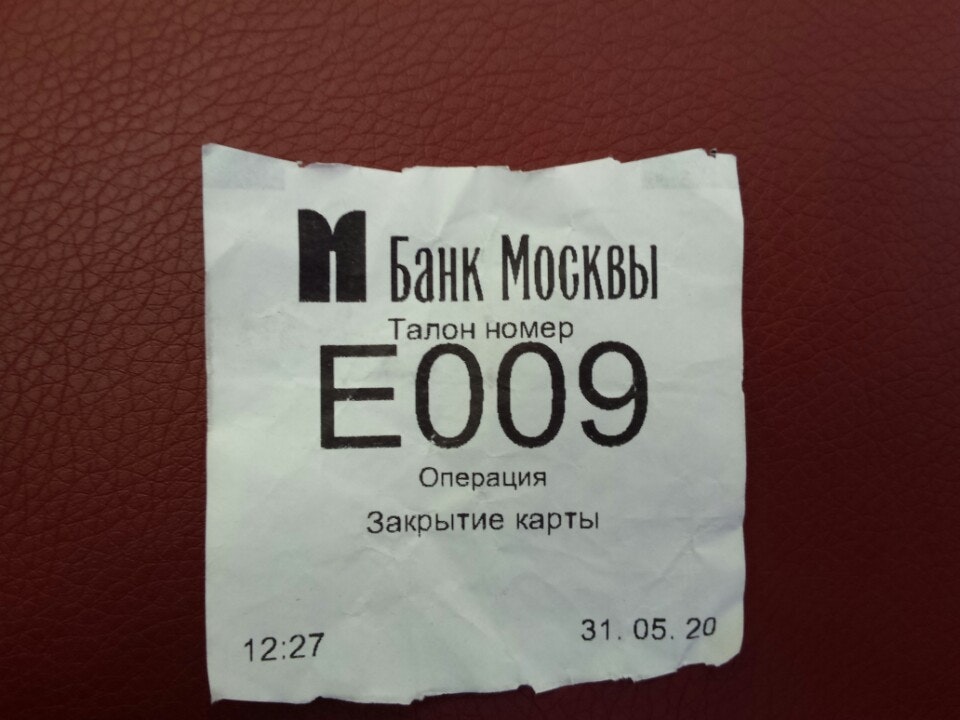 Банк Москвы
Талон номер
E009
Операция
Закрытие карты
12:27 31. 05. 20